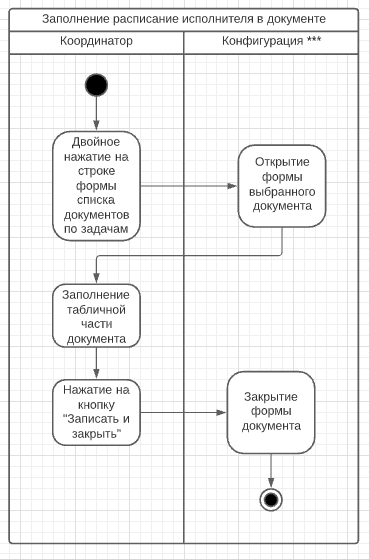 Заполнение расписание исполнителя в документе
Координатор
Конфигурация ***
Двойное
нажатие на
строке
формы
списка
документов
по задачам
Открытие
формы
выбранного
документа
Заполнение
табличной
части
документа
Нажатие на
кнопку
"Записать и
закрыть"
Закрытие
формы
документа